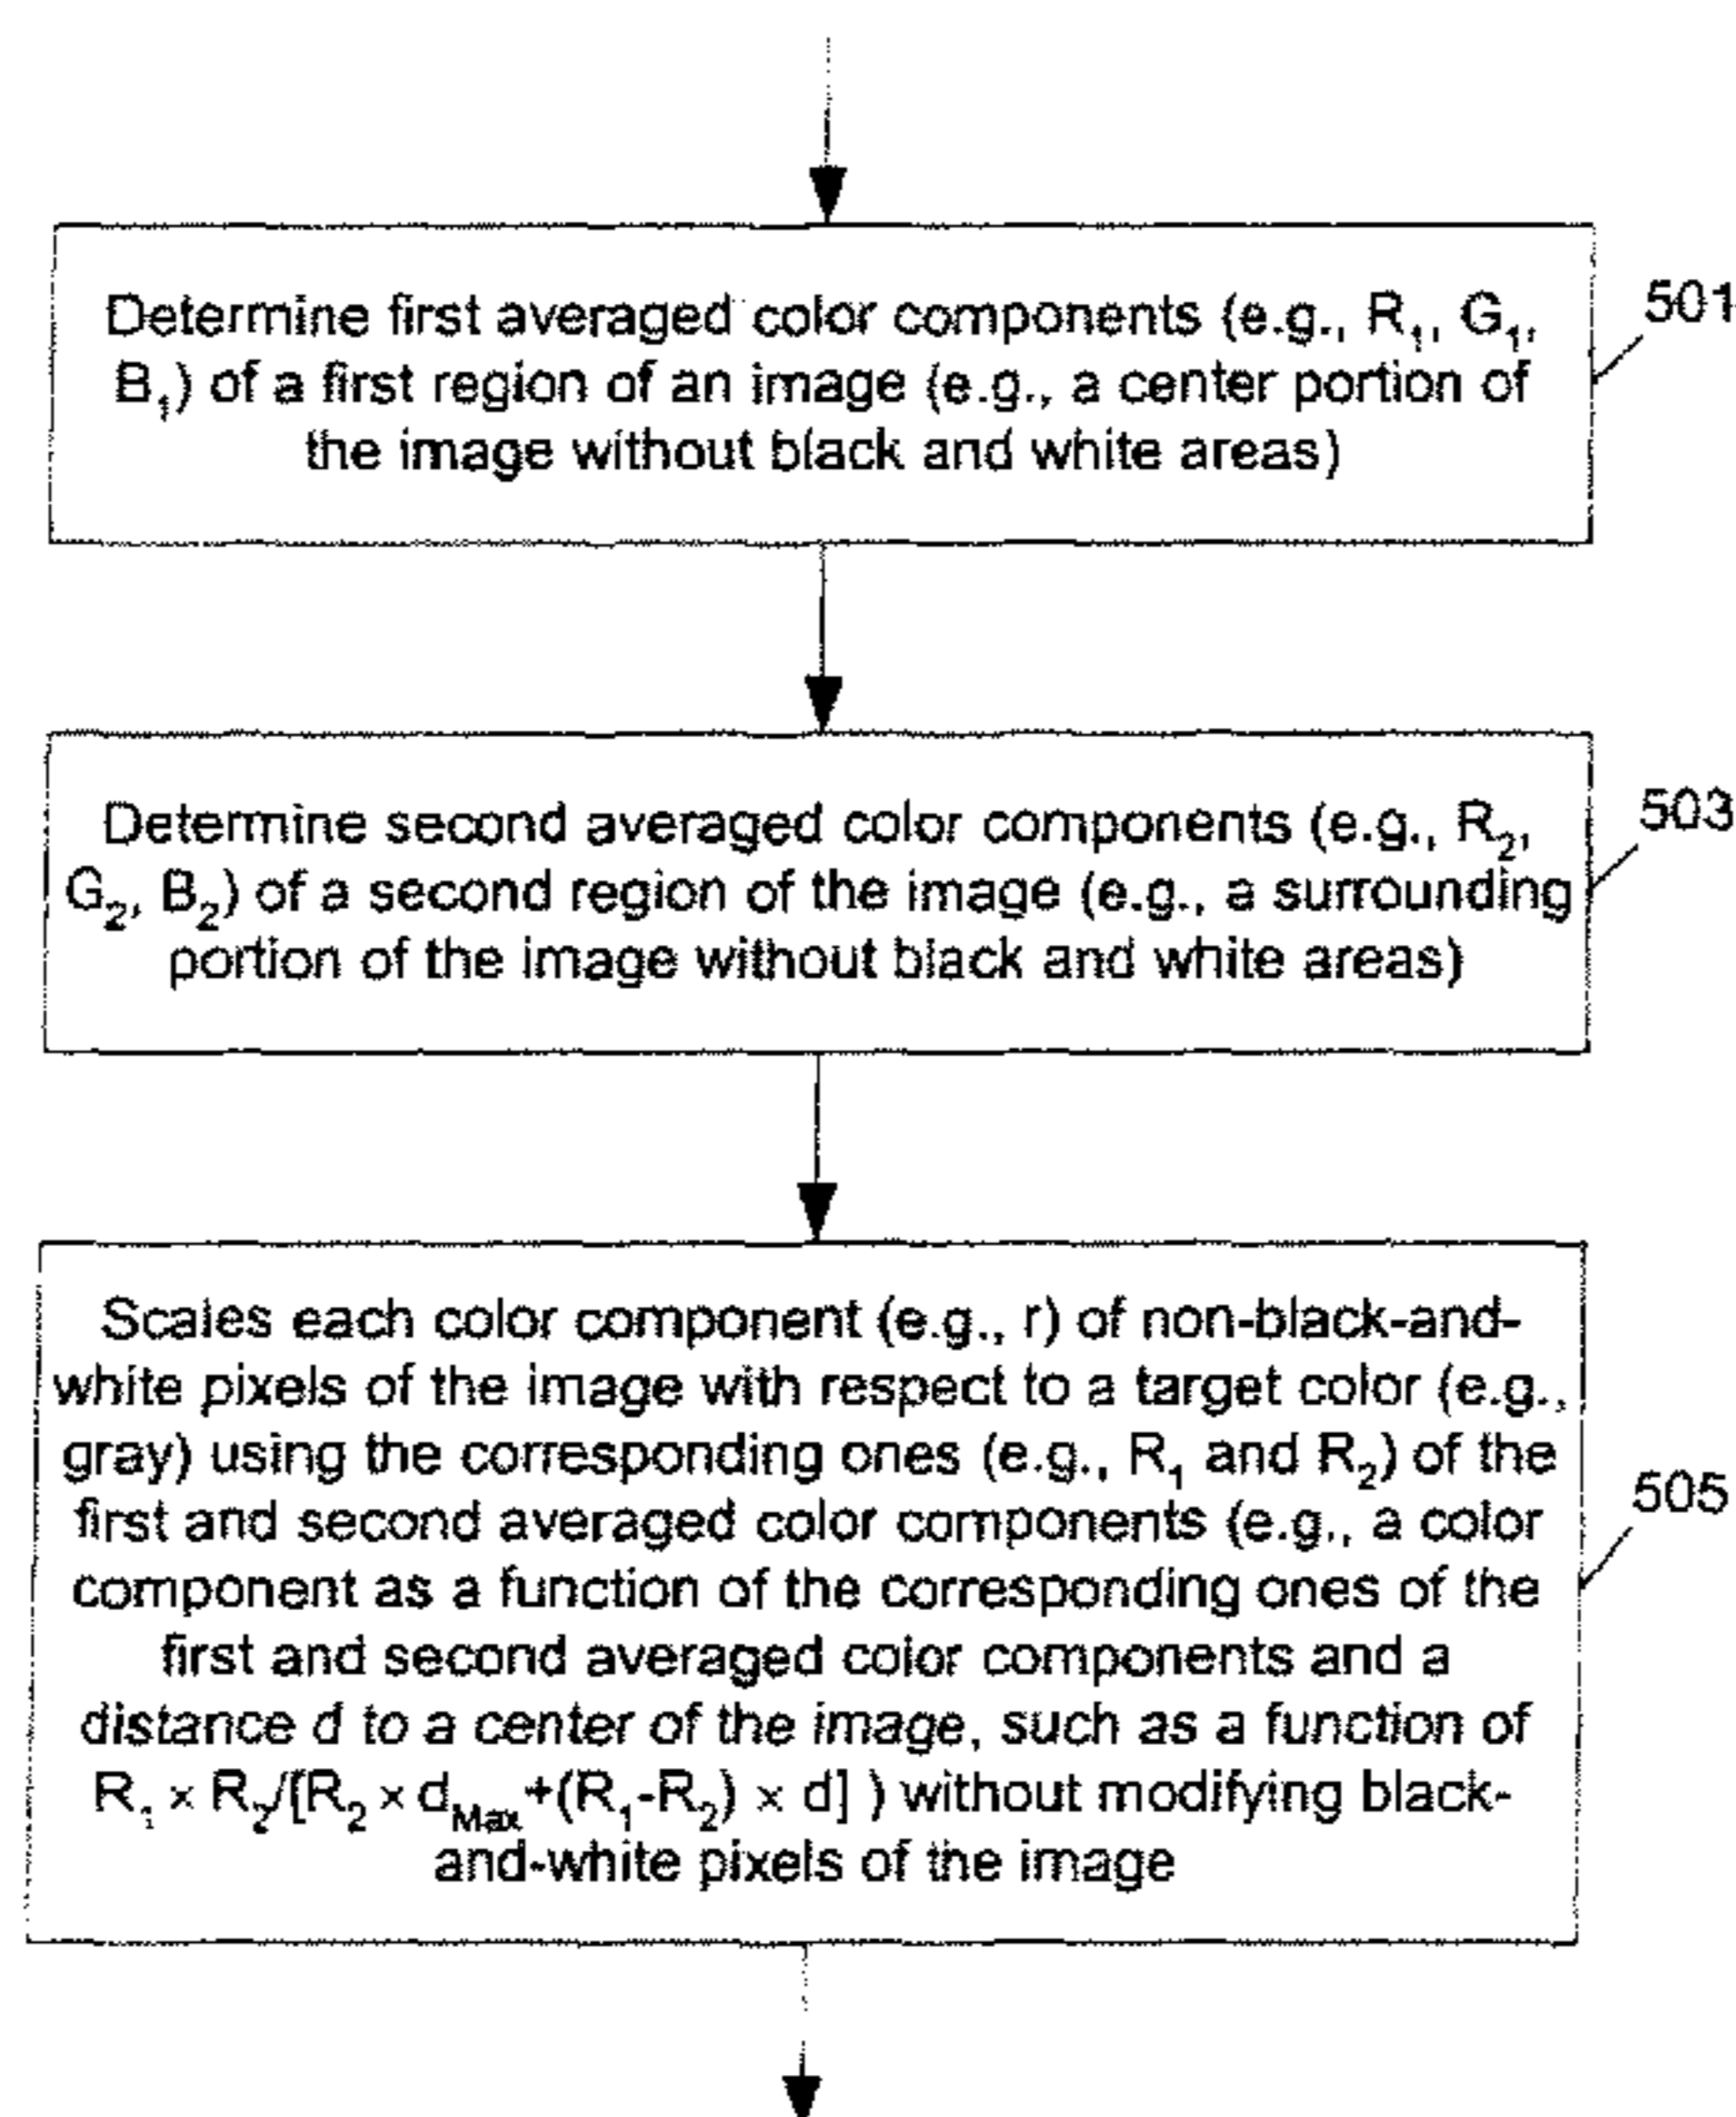 Determine first averaged color components (e.g., R₁, G₁,
B₁) of a first region of an image (e.g., a center portion of
the image without black and white areas)
501
Determine second averaged color components (e.g., R₂,
G₂, B₂) of a second region of the image (e.g., a surrounding
portion of the image without black and white areas)
503
Scales each color component (e.g., r) of non-black-and-
white pixels of the image with respect to a target color (e.g.,
gray) using the corresponding ones (e.g., R₁ and R₂) of the
first and second averaged color components (e.g., a color
component as a function of the corresponding ones of the
first and second averaged color components and a
distance d to a center of the image, such as a function of
R₁ × R₂/[R₂ × d_Max+(R₁-R₂) × d] ) without modifying black-
and-white pixels of the image
505